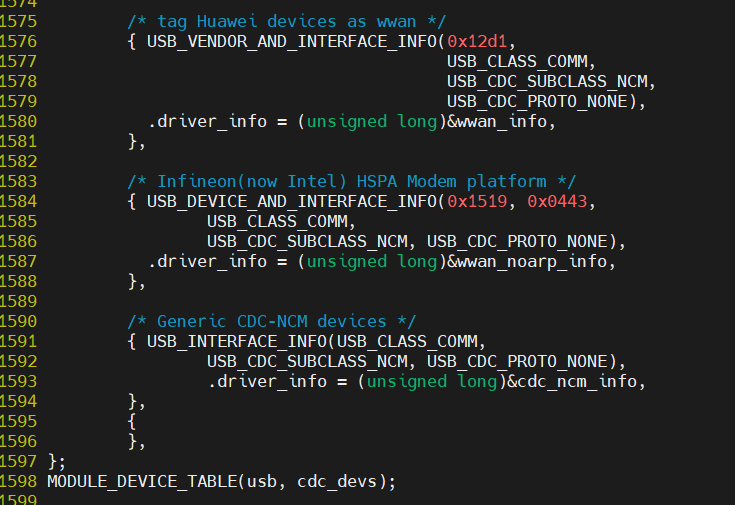 1574
1575         /* tag Huawei devices as wwan */
1576         { USB_VENDOR_AND_INTERFACE_INFO(0x12d1,
1577                                         USB_CLASS_COMM,
1578                                         USB_CDC_SUBCLASS_NCM,
1579                                         USB_CDC_PROTO_NONE),
1580           .driver_info = (unsigned long)&wwan_info,
1581         },
1582
1583         /* Infineon(now Intel) HSPA Modem platform */
1584         { USB_DEVICE_AND_INTERFACE_INFO(0x1519, 0x0443,
1585                 USB_CLASS_COMM,
1586                 USB_CDC_SUBCLASS_NCM, USB_CDC_PROTO_NONE),
1587           .driver_info = (unsigned long)&wwan_noarp_info,
1588         },
1589
1590         /* Generic CDC-NCM devices */
1591         { USB_INTERFACE_INFO(USB_CLASS_COMM,
1592                 USB_CDC_SUBCLASS_NCM, USB_CDC_PROTO_NONE),
1593                 .driver_info = (unsigned long)&cdc_ncm_info,
1594         },
1595         {
1596         },
1597 };
1598 MODULE_DEVICE_TABLE(usb, cdc_devs);
1599